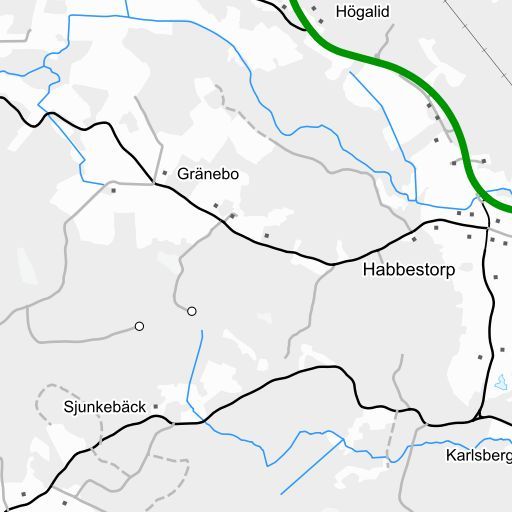 Högalid
Gränebo
Habbestorp
Sjunkebäck
Karlsberg